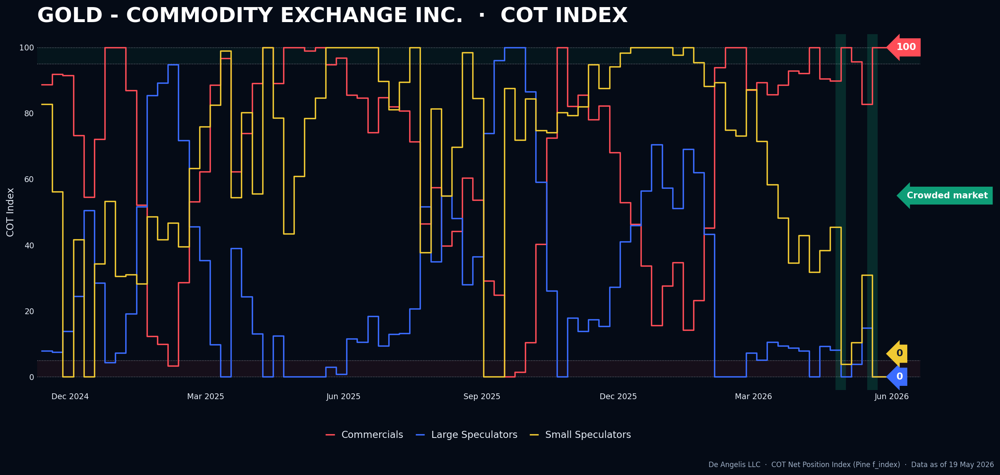 GOLD - COMMODITY EXCHANGE INC. · COT INDEX
100
80
60
40
20
0
COT Index
100
Crowded market
0
0
Dec 2024
Mar 2025
Jun 2025
Sep 2025
Dec 2025
Mar 2026
Jun 2026
Commercials
Large Speculators
Small Speculators
De Angelis LLC · COT Net Position Index (Pine f_index) · Data as of 19 May 2026